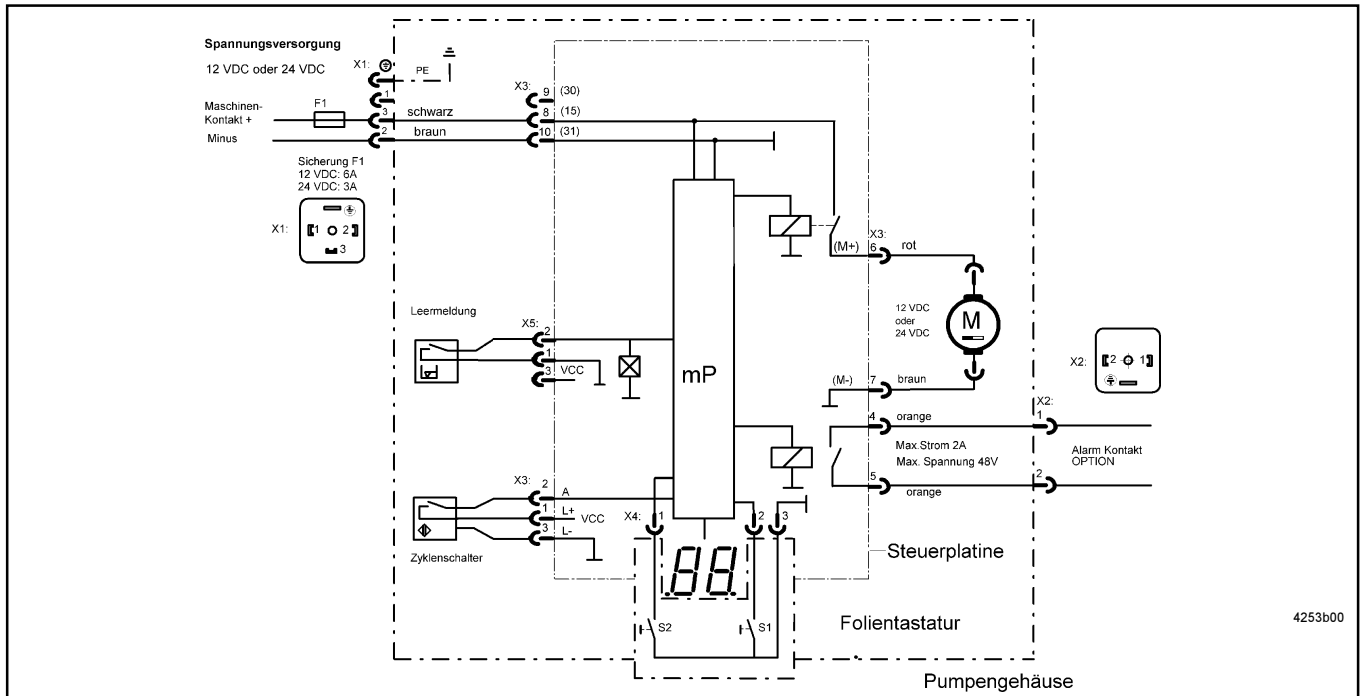 Spannungsversorgung
12 VDC oder 24 VDC
X1:
PE
1
Maschinen-
Kontakt +
F1
3
schwarz
Minus
2
braun
X3:
9
(30)
8
(15)
10
(31)
Sicherung F1
12 VDC: 6A
24 VDC: 3A
X1:
1
2
3
X3:
(M+)
6
rot
12 VDC
oder
24 VDC
M
(M-)
7
braun
X2:
2
1
Leermeldung
X5:
2
1
3
VCC
mP
4
orange
Max.Strom 2A
Max. Spannung 48V
5
orange
X2:
1
Alarm Kontakt
OPTION
2
Zyklenschalter
X3:
2
A
1
L+
VCC
3
L-
X4:
1
2
3
88
S2
S1
Steuerplatine
Folientastatur
Pumpengehäuse
4253b00